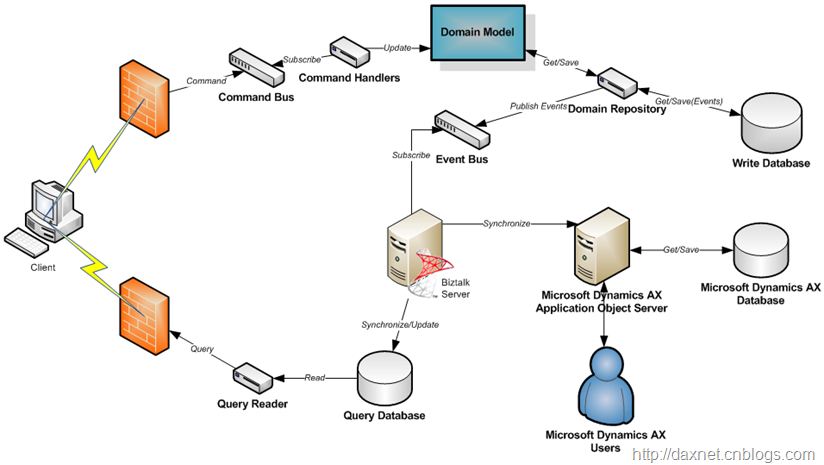 Domain Model
Subscribe
Update
Command Handlers
Command
Command Bus
Get/Save
Domain Repository
Publish Events
Get/Save(Events)
Write Database
Event Bus
Subscribe
Client
Synchronize
Biztalk
Server
Get/Save
Microsoft Dynamics AX
Application Object Server
Microsoft Dynamics AX
Database
Synchronize/Update
Query
Read
Query Reader
Query Database
Microsoft Dynamics AX
Users
http://daxnet.cnblogs.com